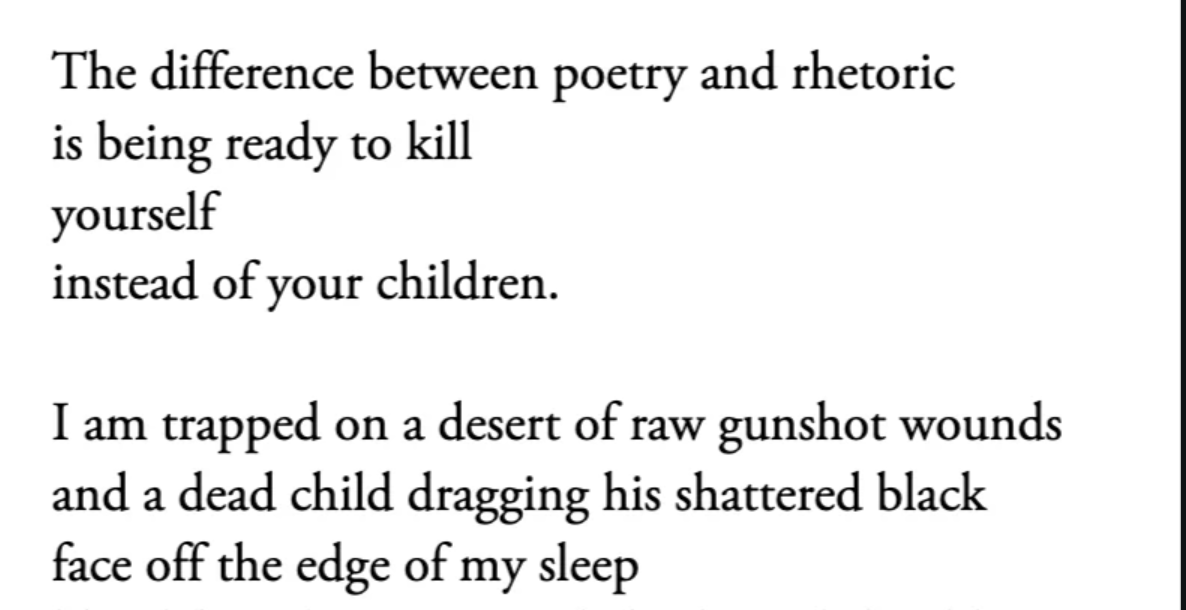 The difference between poetry and rhetoric
is being ready to kill
yourself
instead of your children.
I am trapped on a desert of raw gunshot wounds
and a dead child dragging his shattered black
face off the edge of my sleep